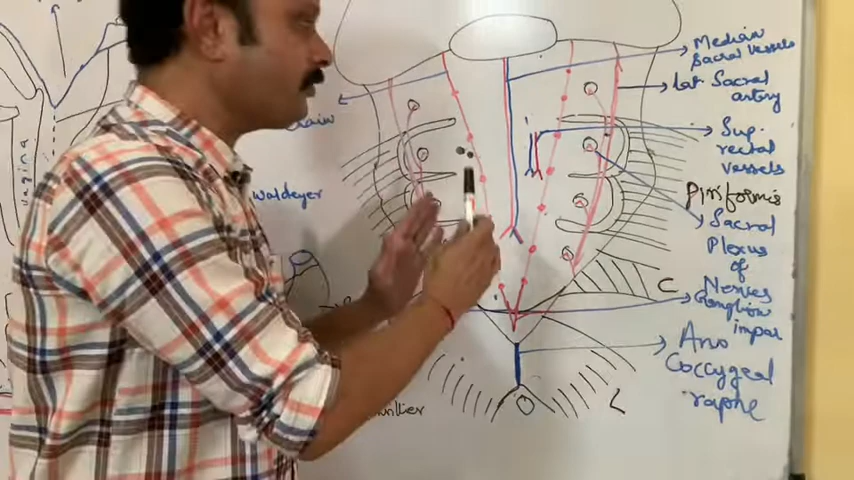 Median
Sacral Vessels
Lat Sacral
artery
Sup.
rectal
vessels
Piriformis
Sacral
Plexus
of
Nerves
Ganglion
impar
C
Ano
Coccygeal
raphe
L
waldeyer
vagina